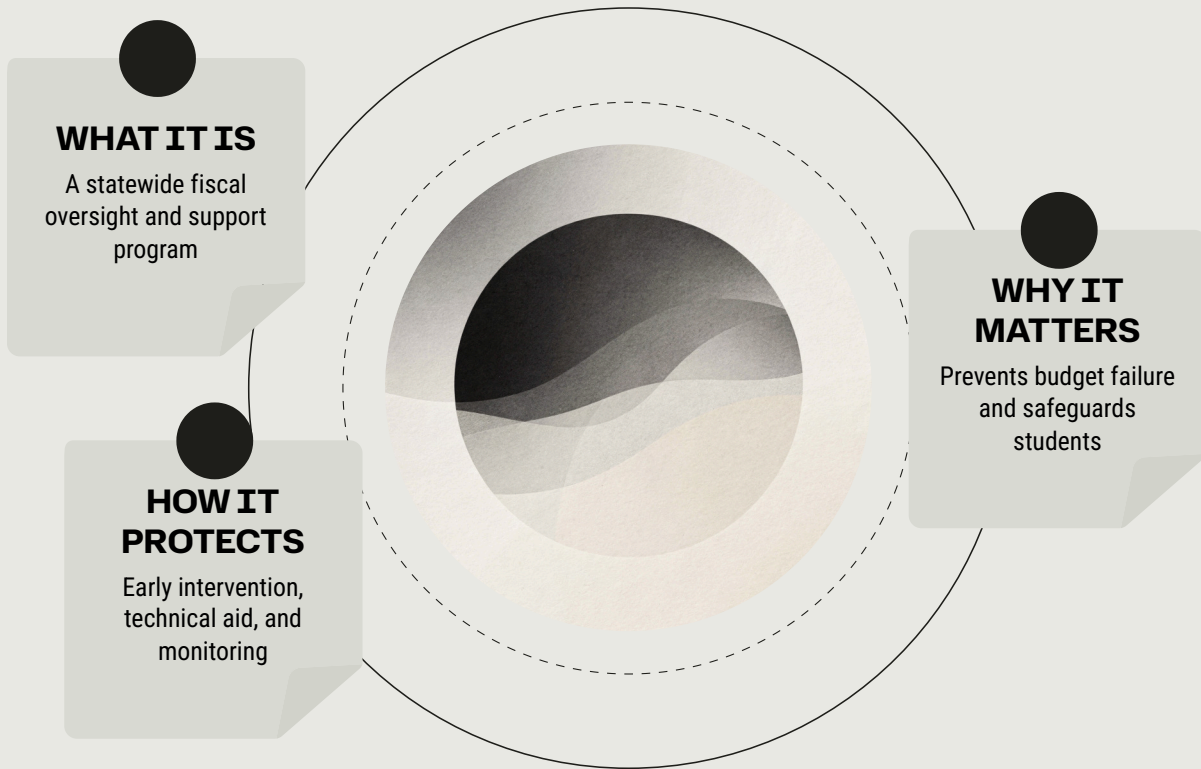 WHAT IT IS
A statewide fiscal
oversight and support
program
HOW IT
PROTECTS
Early intervention,
technical aid, and
monitoring
WHY IT
MATTERS
Prevents budget failure
and safeguards
students